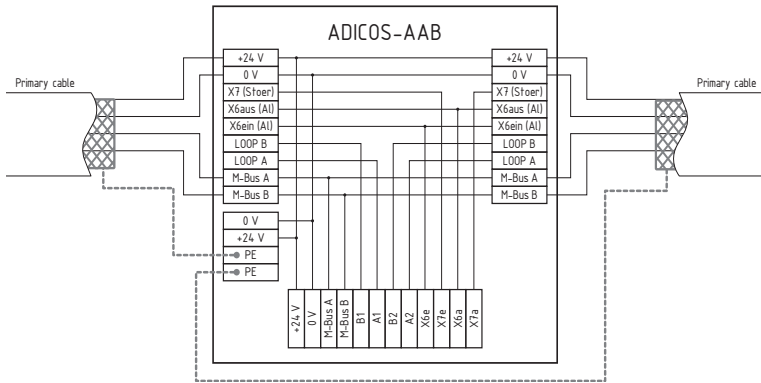 ADICOS-AAB
Primary cable
Primary cable
+24 V
0 V
X7 (Stoer)
X6aus (Al)
X6ein (Al)
LOOP B
LOOP A
M-Bus A
M-Bus B
+24 V
0 V
X7 (Stoer)
X6aus (Al)
X6ein (Al)
LOOP B
LOOP A
M-Bus A
M-Bus B
0 V
+24 V
PE
PE
+24 V
0 V
M-Bus A
M-Bus B
B1
A1
B2
A2
X6e
X7e
X6a
X7a